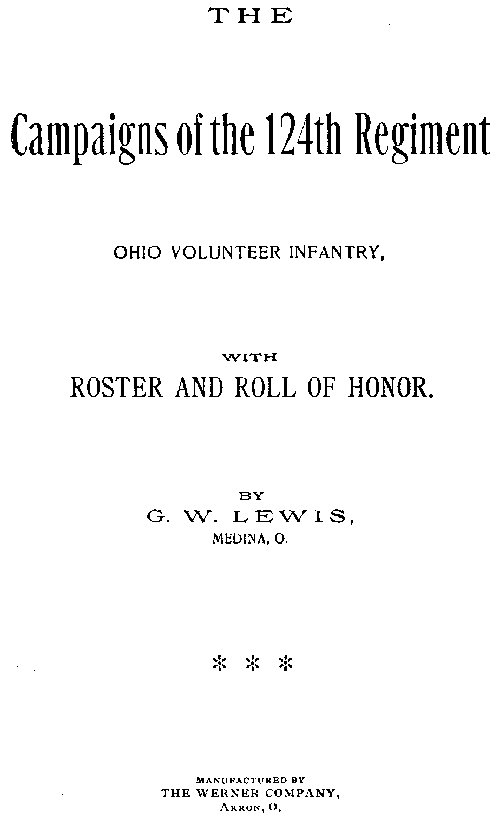 THE
Campaigns of the 124th Regiment
OHIO VOLUNTEER INFANTRY,
WITH
ROSTER AND ROLL OF HONOR.
BY
G. W. LEWIS,
MEDINA, O.
* * *
MANUFACTURED BY
THE WERNER COMPANY,
AKRON, O.